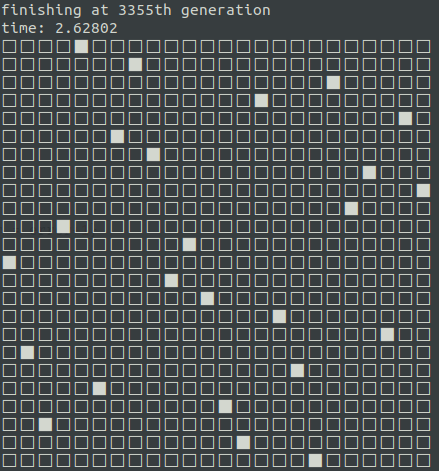 finishing at 3355th generation
time: 2.62802